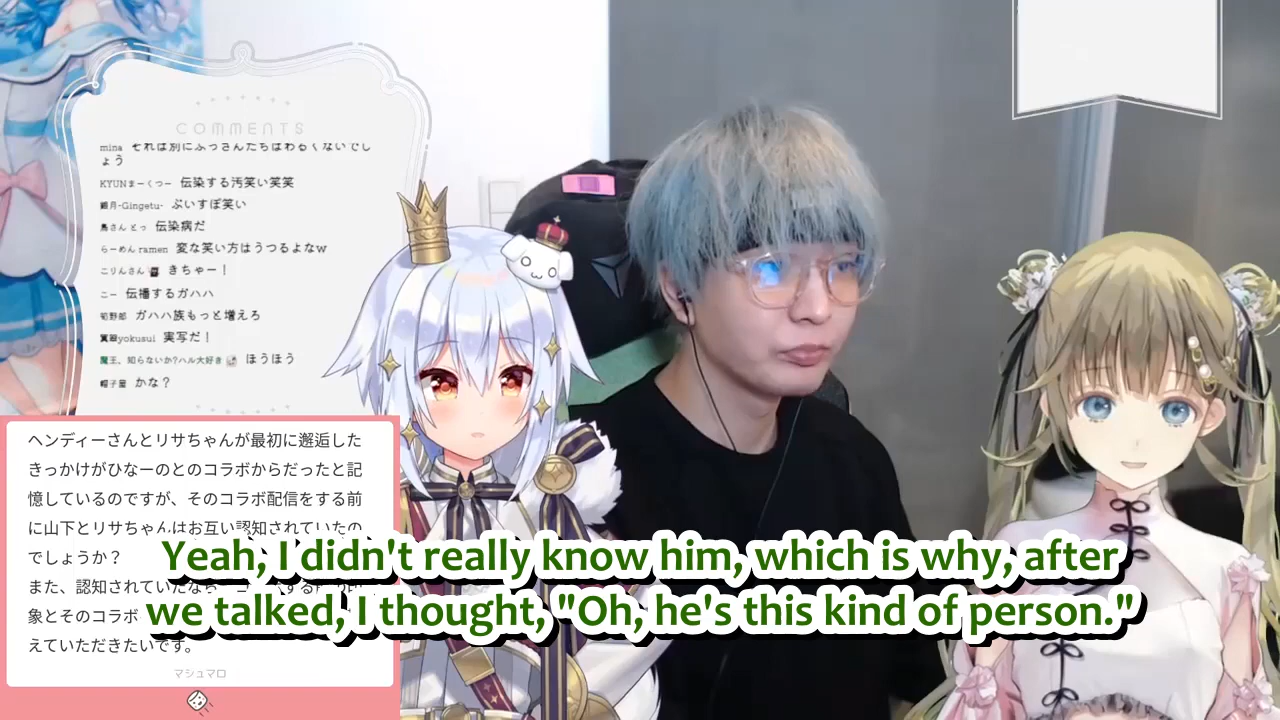 COMMENTS
mina それは別にぶっさんたちはわるくないでし
ょう
KYUNまーくつー 伝染する汚笑い笑笑
銀月-Gingetu- ぶいすぽ笑い
鳥さんとっ 伝染病だ
らーめん ramen 変な笑い方はうつるよなw
こりんさん きちゃー！
こー 伝播するガハハ
筍野郎 ガハハ族もっと増えろ
yokusui 実写だ！
魔王、知らないか?ハル大好き ほうほう
帽子屋 かな？
ヘンディーさんとリサちゃんが最初に邂逅した
きっかけがひなーのとのコラボからだったと記
憶しているのですが、そのコラボ配信をする前
に山下とリサちゃんはお互い認知されていたの
でしょうか？
また、認知されていたなら
象とそのコラボ
えていただきたいです。
マシュマロ
Yeah, I didn't really know him, which is why, after
we talked, I thought, "Oh, he's this kind of person."